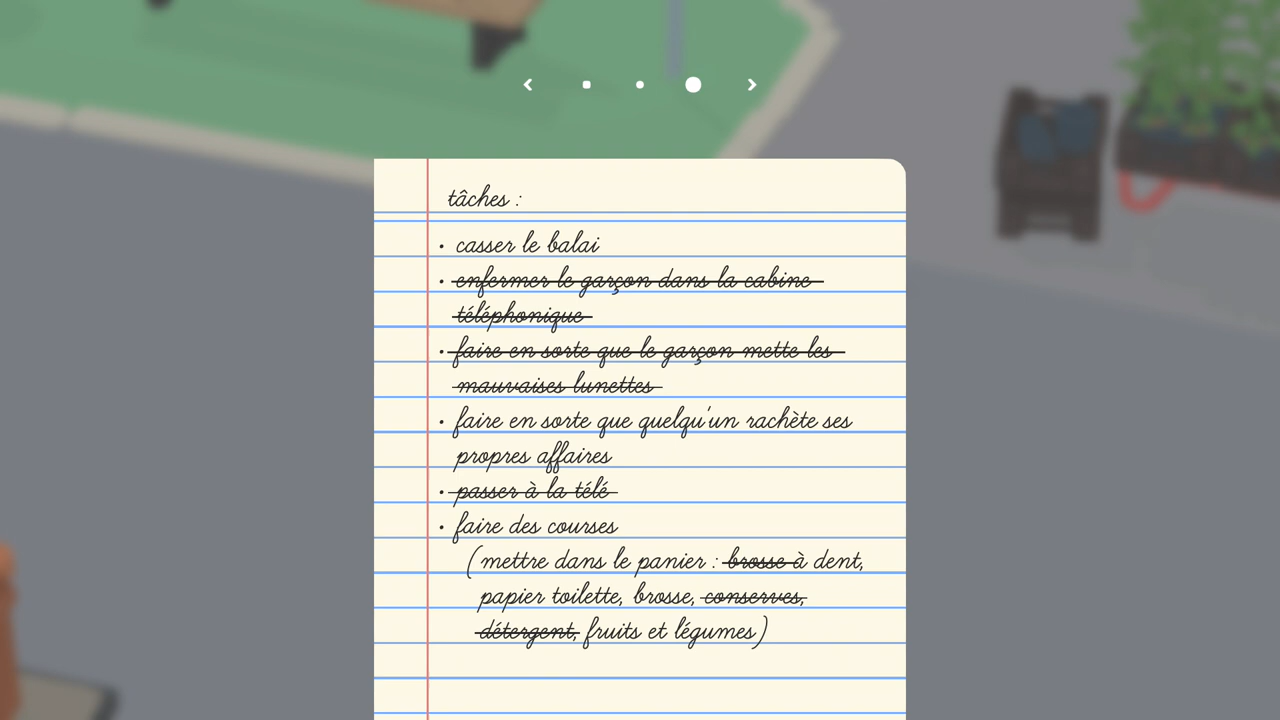 tâches :
• casser le balai
• enfermer le garçon dans la cabine
téléphonique
• faire en sorte que le garçon mette les
mauvaises lunettes
• faire en sorte que quelqu'un rachète ses
propres affaires
• passer à la télé
• faire des courses
(mettre dans le panier : brosse à dent,
papier toilette, brosse, conserves,
détergent, fruits et légumes)